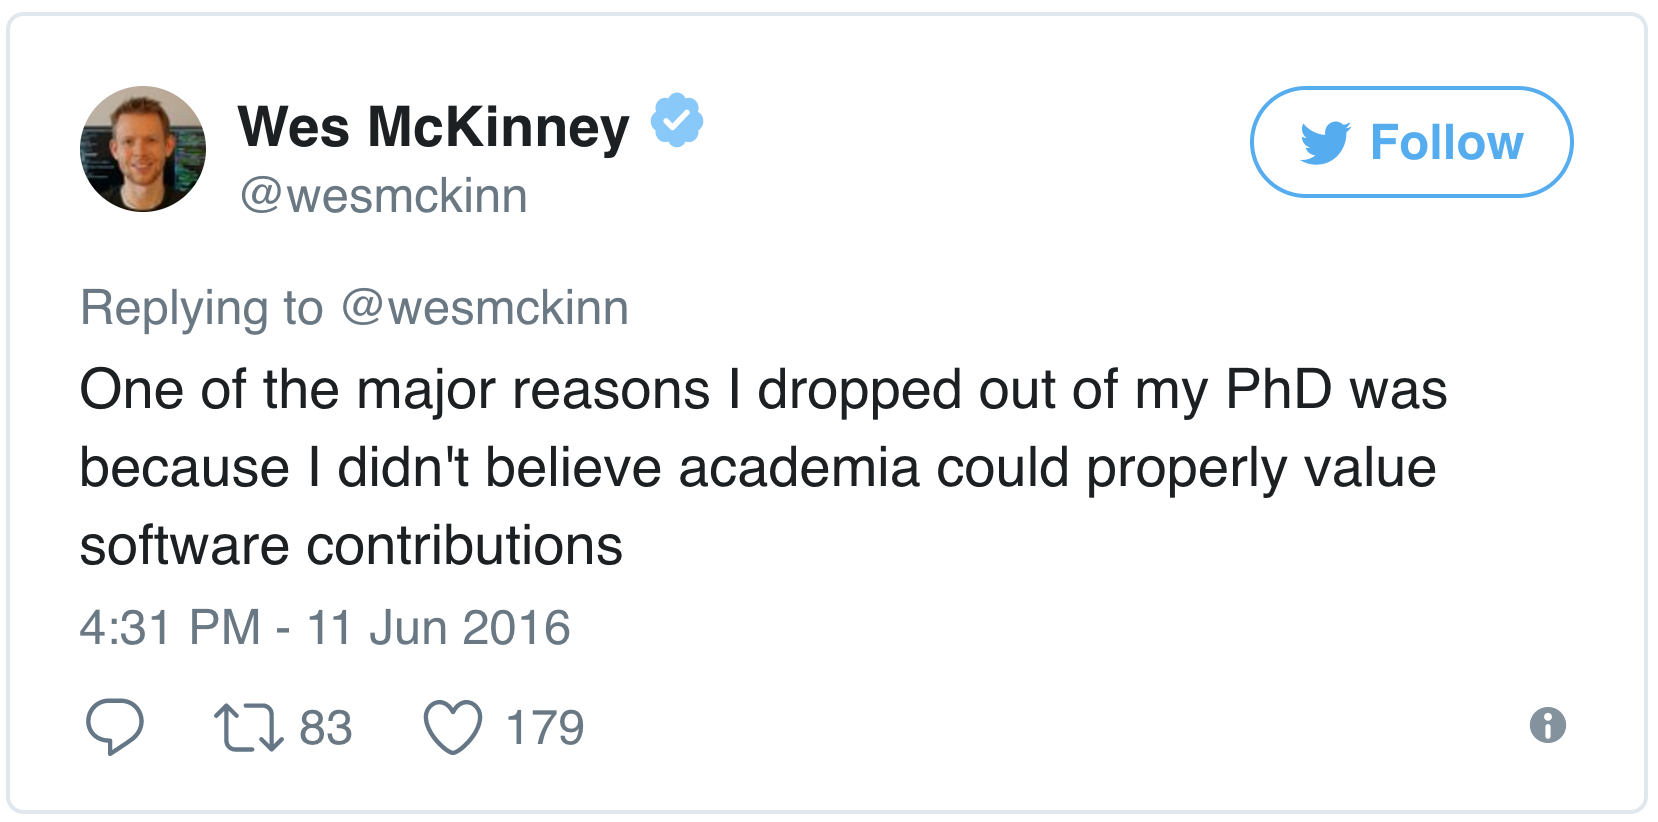 Wes McKinney
@wesmckinn
Follow
Replying to @wesmckinn
One of the major reasons I dropped out of my PhD was
because I didn't believe academia could properly value
software contributions
4:31 PM - 11 Jun 2016
83 179